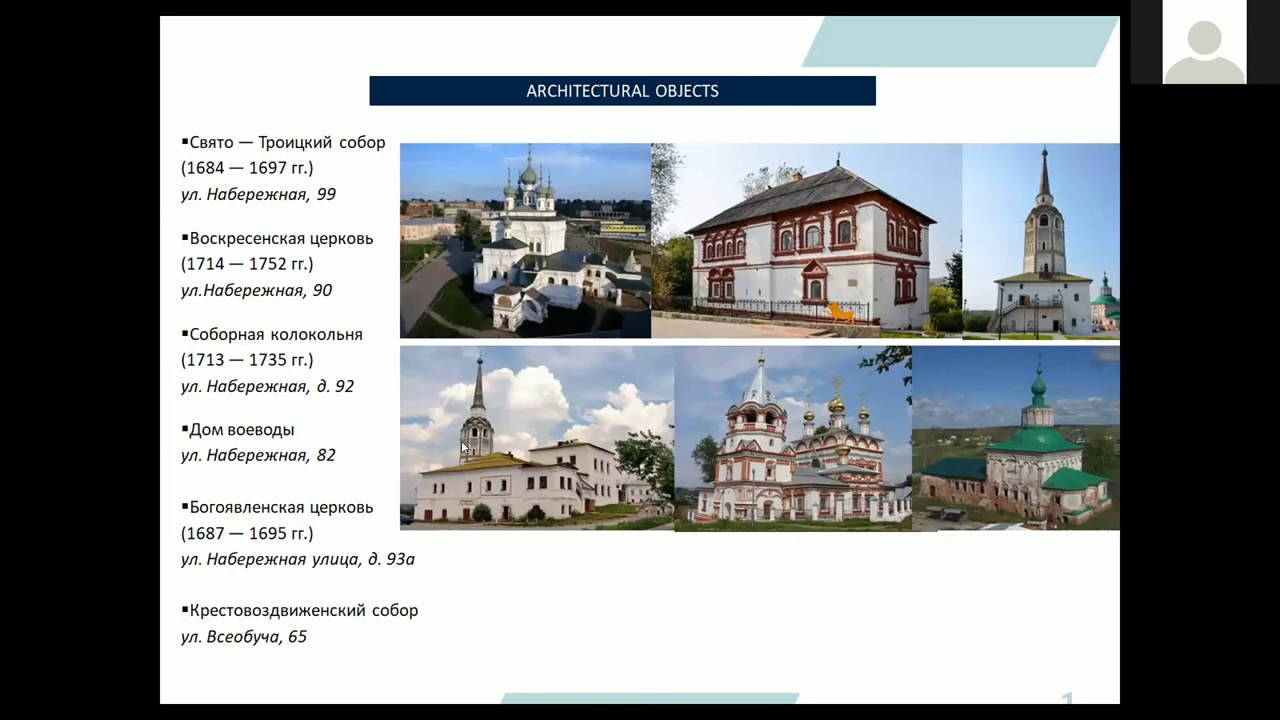 ARCHITECTURAL OBJECTS
▪Свято — Троицкий собор
(1684 — 1697 гг.)
ул. Набережная, 99
▪Воскресенская церковь
(1714 — 1752 гг.)
ул.Набережная, 90
▪Соборная колокольня
(1713 — 1735 гг.)
ул. Набережная, д. 92
▪Дом воеводы
ул. Набережная, 82
▪Богоявленская церковь
(1687 — 1695 гг.)
ул. Набережная улица, д. 93а
▪Крестовоздвиженский собор
ул. Всеобуча, 65
1